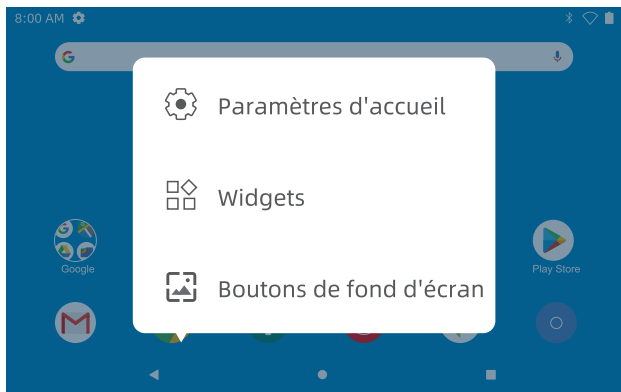 8:00 AM
Paramètres d'accueil
Widgets
Boutons de fond d'écran
Google
Play Store